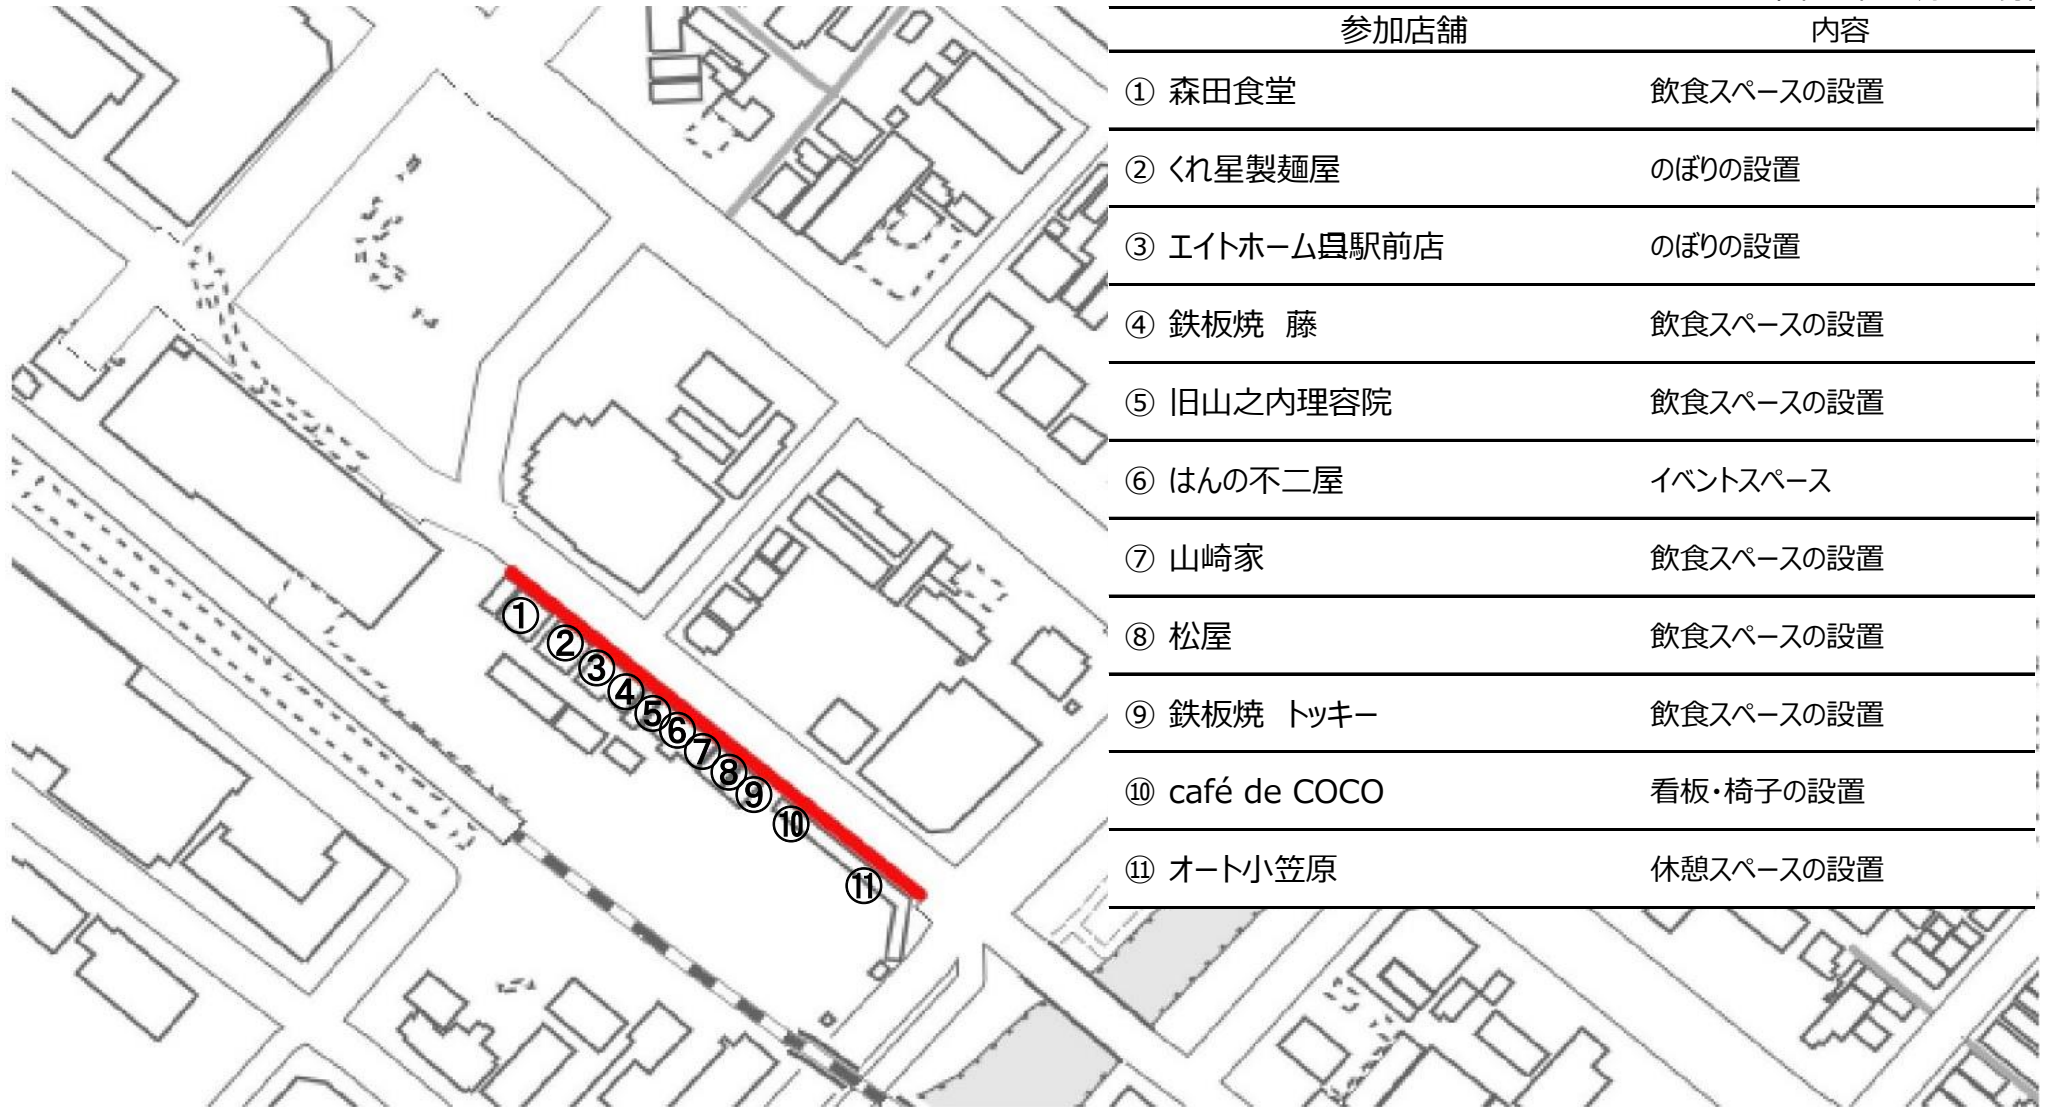 参加店舗 内容
① 森田食堂 飲食スペースの設置
② くれ星製麺屋 のぼりの設置
③ エイトホーム呉駅前店 のぼりの設置
④ 鉄板焼 藤 飲食スペースの設置
⑤ 旧山之内理容院 飲食スペースの設置
⑥ はんの不二屋 イベントスペース
⑦ 山崎家 飲食スペースの設置
⑧ 松屋 飲食スペースの設置
⑨ 鉄板焼 トッキー 飲食スペースの設置
⑩ café de COCO 看板・椅子の設置
⑪ オート小笠原 休憩スペースの設置
①
②
③
④
⑤
⑥
⑦
⑧
⑨
⑩
⑪